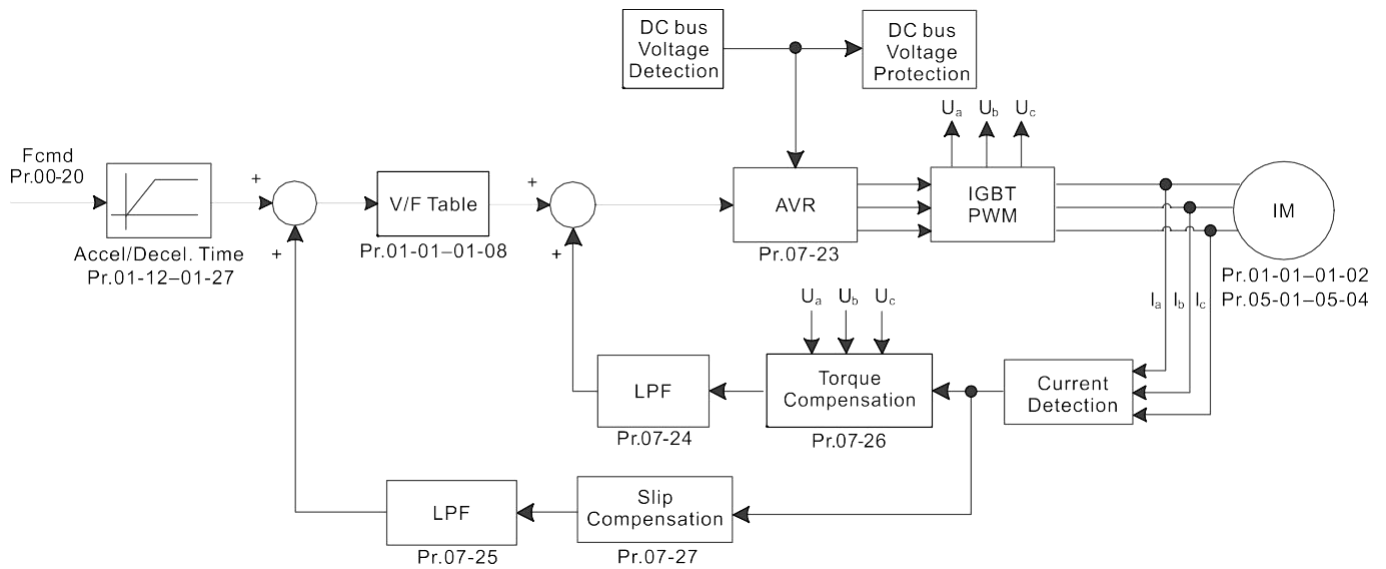 DC bus
Voltage
Detection
DC bus
Voltage
Protection
Ua Ub Uc
Fcmd
Pr.00-20
+
+
V/F Table
AVR
IGBT
PWM
IM
+
+
Accel/Decel. Time
Pr.01-12–01-27
Pr.01-01–01-08
Pr.07-23
Pr.01-01–01-02
Pr.05-01–05-04
Ua Ub Uc
Ia Ib Ic
LPF
Torque
Compensation
Current
Detection
Pr.07-24
Pr.07-26
LPF
Slip
Compensation
Pr.07-25
Pr.07-27